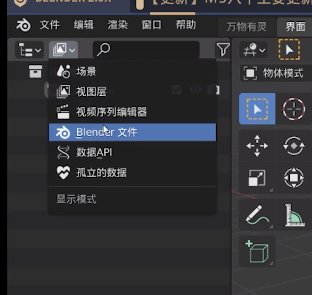 文件 编辑 渲染 窗口 帮助 万物有灵 界面
物体模式
场景
视图层
视频序列编辑器
Blender 文件
数据API
孤立的数据
显示模式